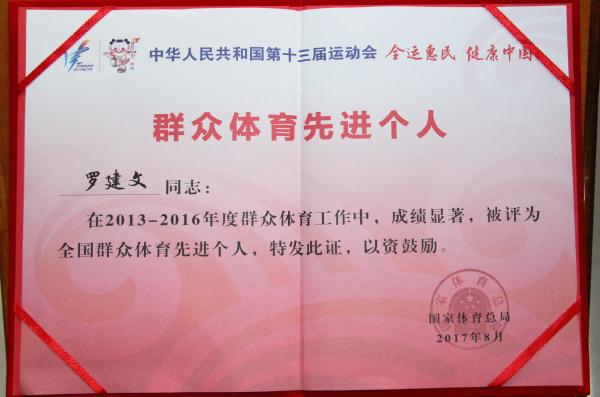 中华人民共和国第十三届运动会 全运惠民 健康中国
群众体育先进个人
罗建文 同志：
在2013-2016年度群众体育工作中，成绩显著，被评为
全国群众体育先进个人，特发此证，以资鼓励。
国家体育总局
2017年8月